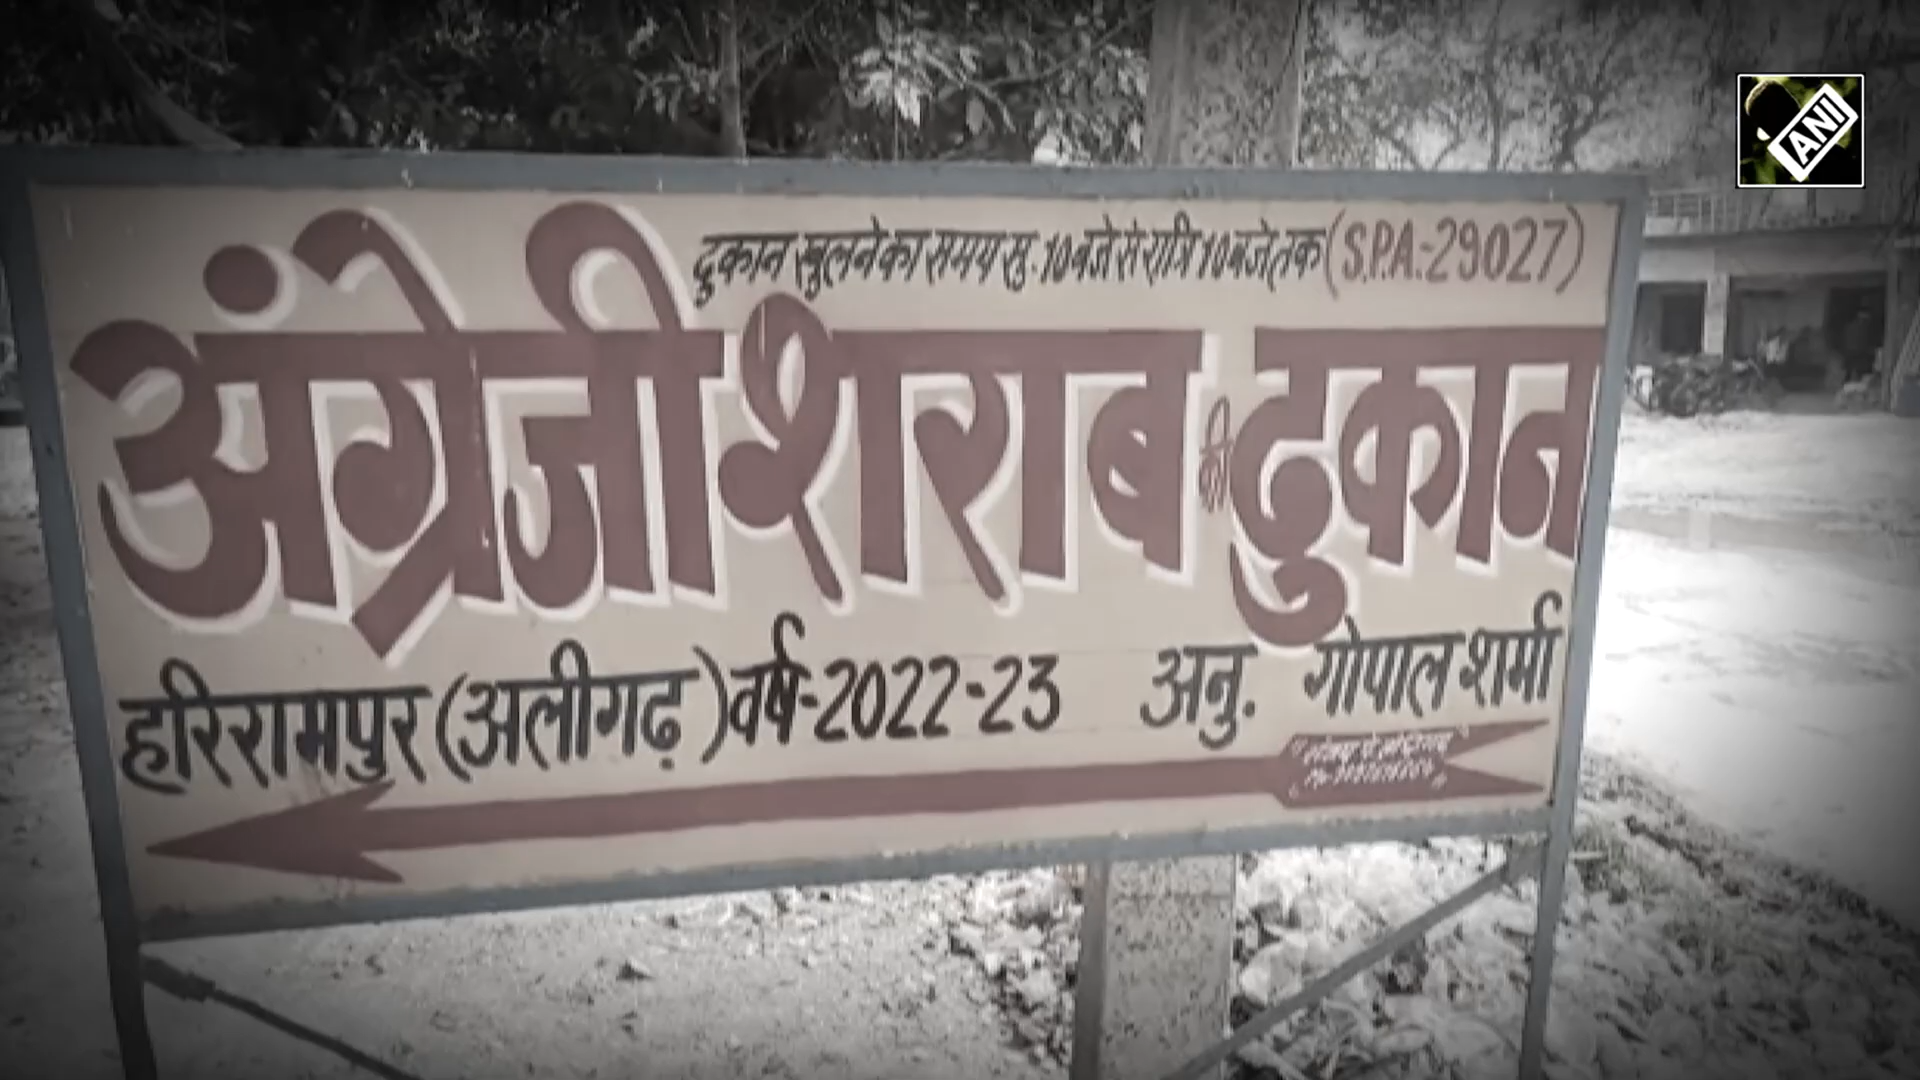 ANI
दुकान खुलने का समय सु. 10 बजे से रात्रि 10 बजे तक (S.P.A.-29027)
अंग्रेजी शराब की दुकान
हरिरामपुर (अलीगढ़) वर्ष-2022-23 अनु. गोपाल शर्मा